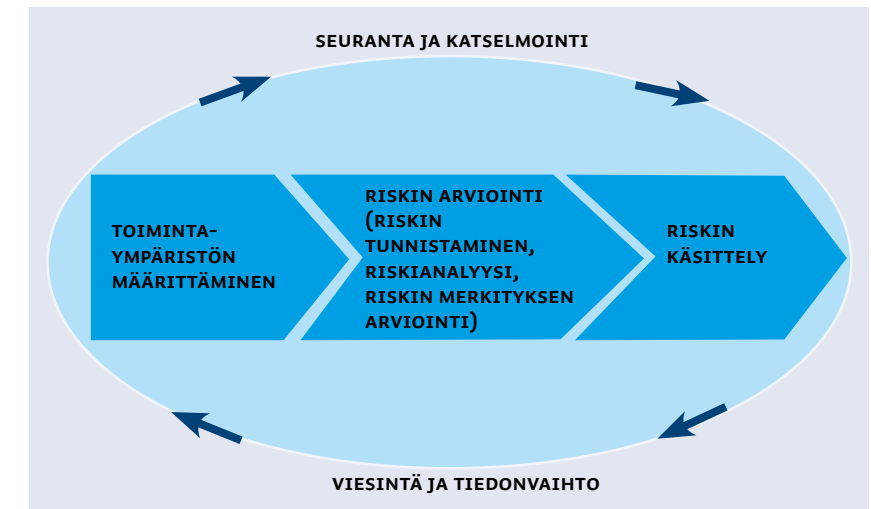 SEURANTA JA KATSELMOINTI
TOIMINTA-
YMPÄRISTÖN
MÄÄRITTÄMINEN
RISKIN ARVIOINTI
(RISKIN
TUNNISTAMINEN,
RISKIANALYYSI,
RISKIN MERKITYKSEN
ARVIOINTI)
RISKIN
KÄSITTELY
VIESINTÄ JA TIEDONVAIHTO